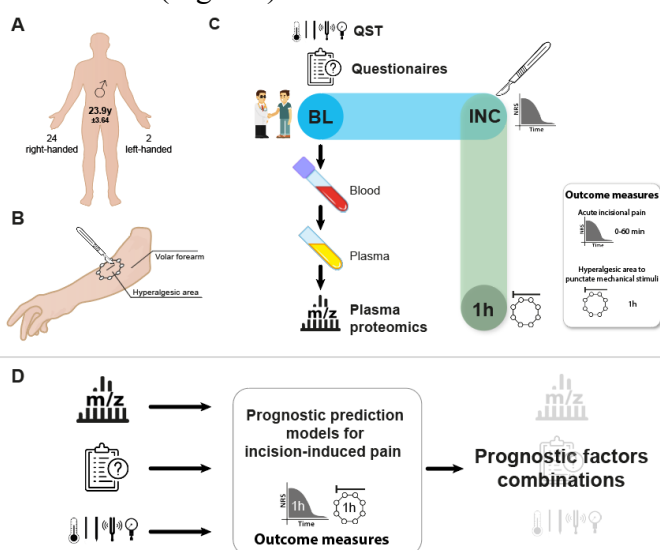 A
23.9y
±3.64
24
right-handed
2
left-handed
B
Volar forearm
Hyperalgesic area
C
QST
Questionaires
BL
INC
NRS
Time
Blood
Plasma
m/z
Plasma
proteomics
1h
Outcome measures
Acute incisional pain
NRS
Time
0-60 min
Hyperalgesic area to
punctate mechanical stimuli
1h
D
m/z
Prognostic prediction
models for
incision-induced pain
NRS
1h
Time
1h
Outcome measures
m/z
Prognostic factors
combinations